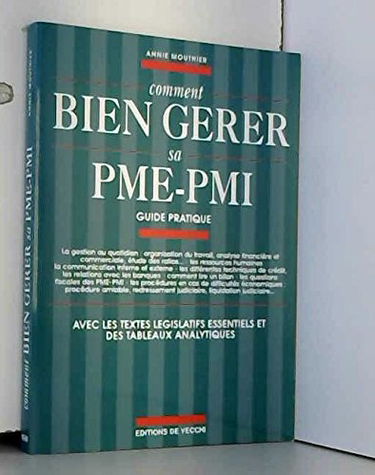 ANNIE MOUTHIER
comment
BIEN GERER
sa
PME-PMI
GUIDE PRATIQUE
La gestion au quotidien : organisation du travail, analyse financière et
commerciale, étude des ratios... · les ressources humaines
la communication interne et externe · les différentes techniques de crédit,
les relations avec les banques · comment lire un bilan · les questions
fiscales des PME-PMI · les procédures en cas de difficultés économiques :
procédure amiable, redressement judiciaire, liquidation judiciaire...
AVEC LES TEXTES LEGISLATIFS ESSENTIELS ET
DES TABLEAUX ANALYTIQUES
EDITIONS DE VECCHI
ANNIE MOUTHIER
comment BIEN GERER sa PME-PMI